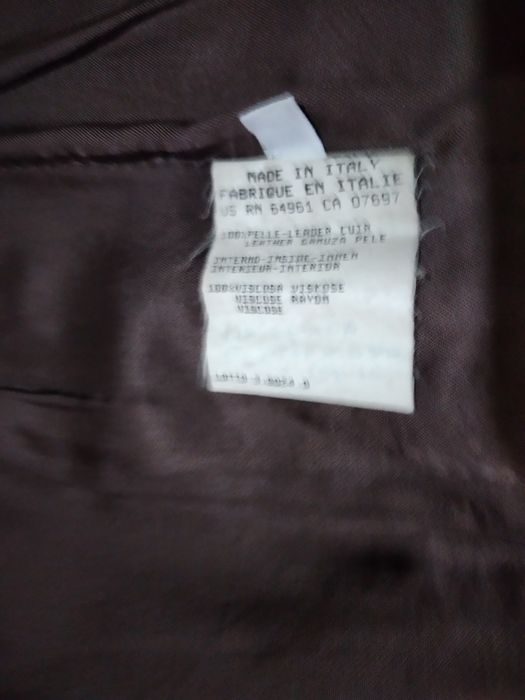 MADE IN ITALY
FABRIQUE EN ITALIE
US RN 64961 CA 07697
100%PELLE-LEADER CUIR
LEATHER GAMUZA PELE
INTERNO-INSIDE-INNEN
INTERIEUR-INTERIOR
100%VISCOSA VISKOSE
VISCOSE RAYON
VISCOSE